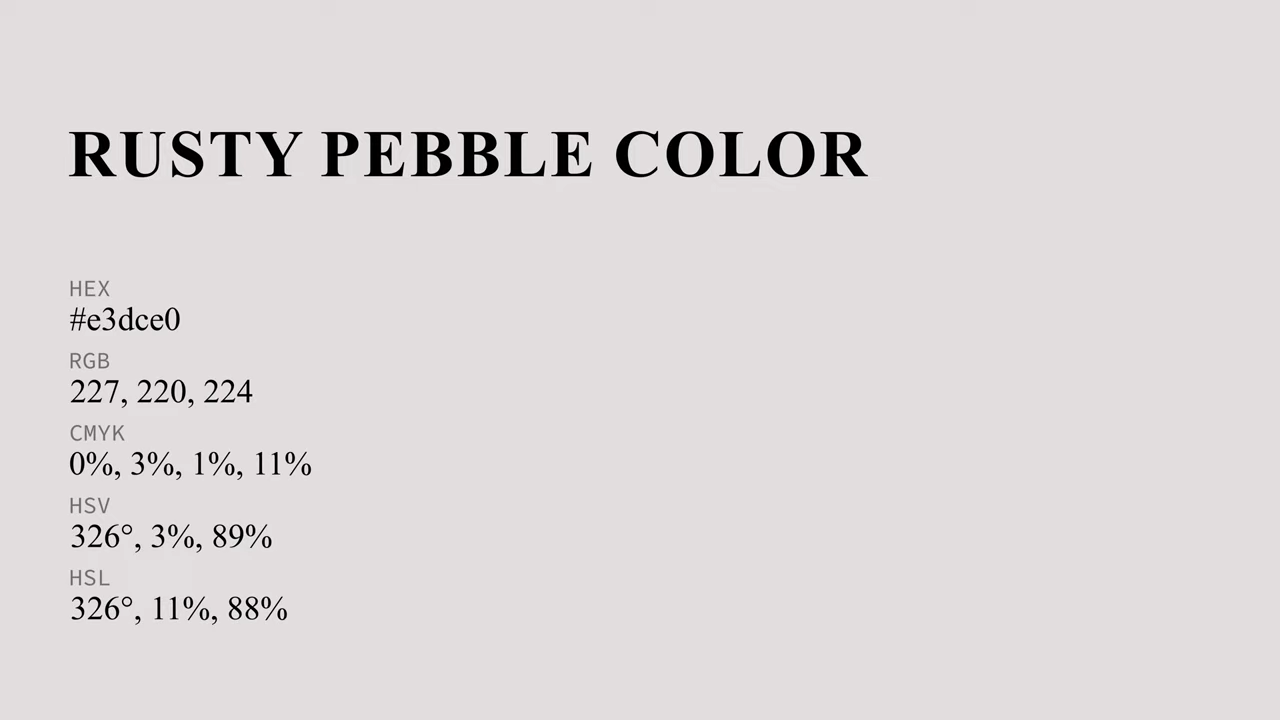 RUSTY PEBBLE COLOR
HEX
#e3dce0
RGB
227, 220, 224
CMYK
0%, 3%, 1%, 11%
HSV
326°, 3%, 89%
HSL
326°, 11%, 88%